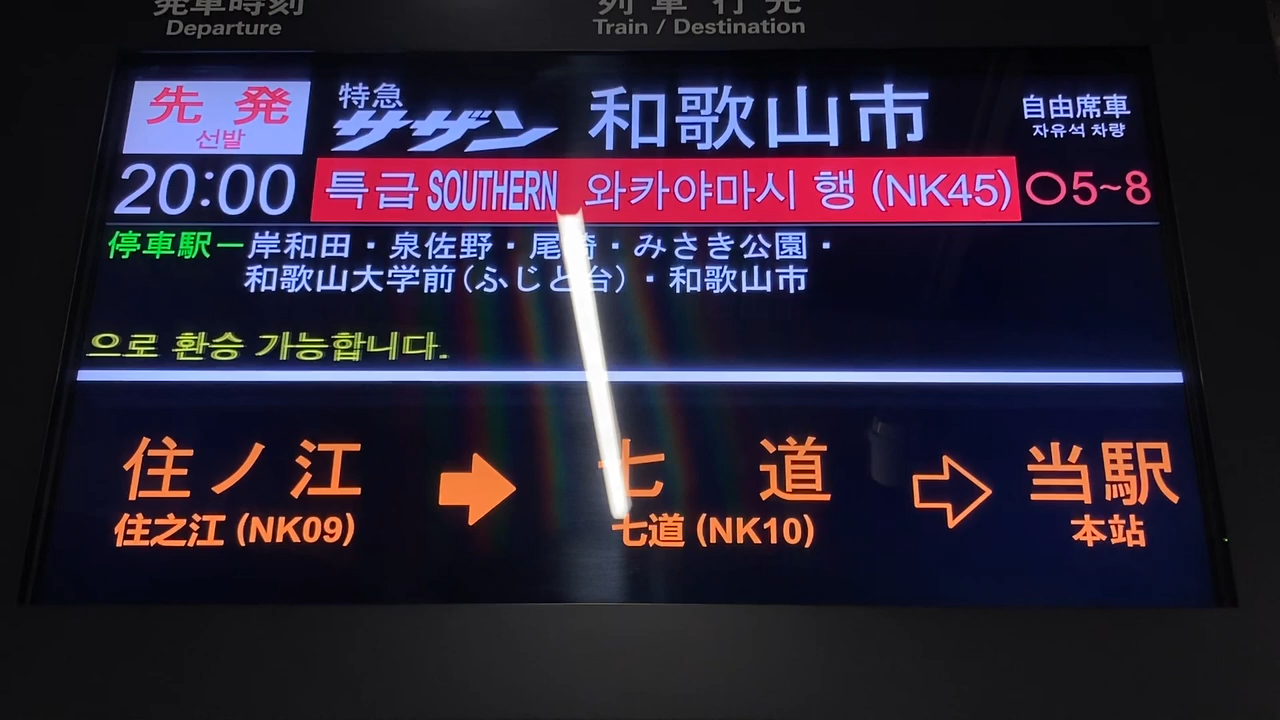 発車時刻 列車行先
Departure Train / Destination
先発 特急 サザン 和歌山市 自由席車
선발 자유석 차량
20:00 특급 SOUTHERN 와카야마시 행 (NK45) 〇5~8
停車駅ー岸和田・泉佐野・尾崎・みさき公園・
和歌山大学前(ふじと台)・和歌山市
으로 환승 가능합니다.
住ノ江 七道 当駅
住之江 (NK09) 七道 (NK10) 本站